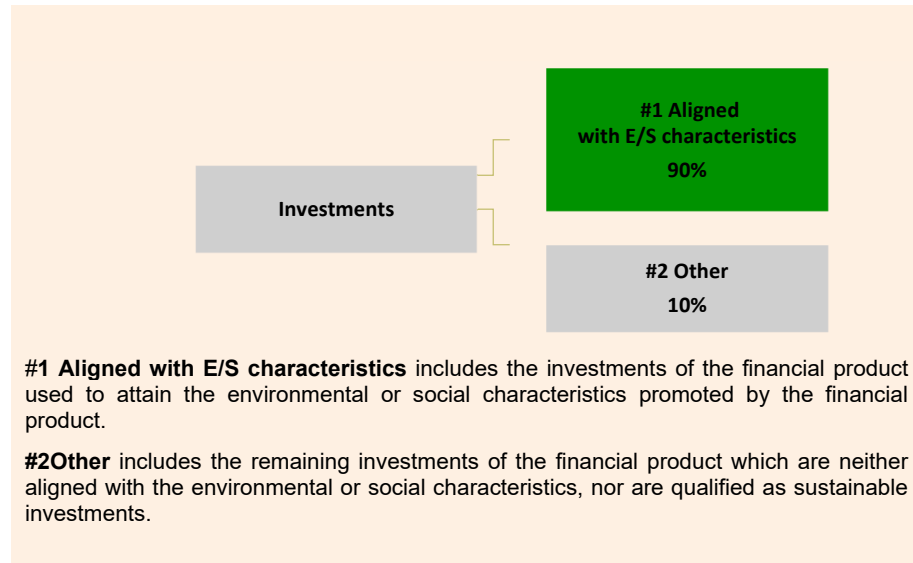 #1 Aligned
with E/S characteristics
90%
Investments
#2 Other
10%
#1 Aligned with E/S characteristics includes the investments of the financial product
used to attain the environmental or social characteristics promoted by the financial
product.
#2Other includes the remaining investments of the financial product which are neither
aligned with the environmental or social characteristics, nor are qualified as sustainable
investments.